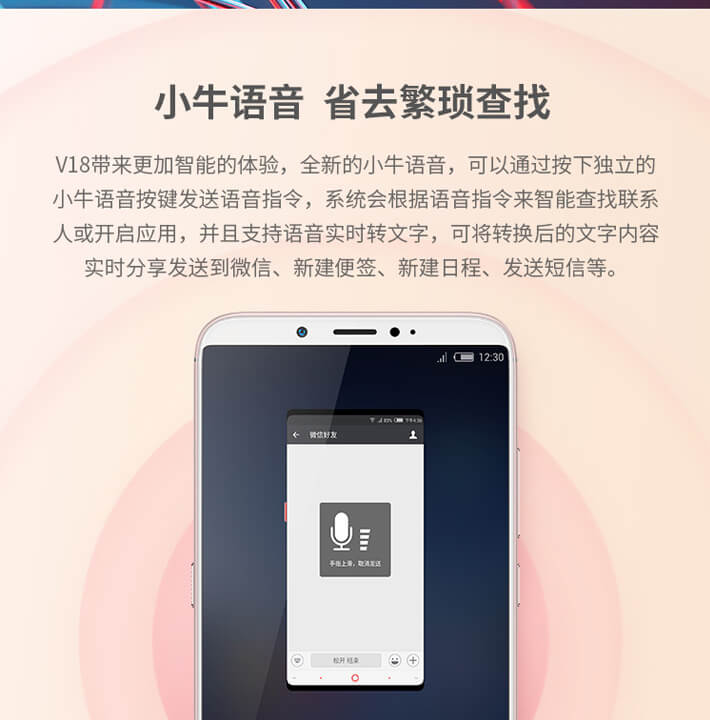 小牛语音 省去繁琐查找
V18带来更加智能的体验，全新的小牛语音，可以通过按下独立的
小牛语音按键发送语音指令，系统会根据语音指令来智能查找联系
人或开启应用，并且支持语音实时转文字，可将转换后的文字内容
实时分享发送到微信、新建便签、新建日程、发送短信等。
12:30
微信好友
手指上滑，取消发送
松开 结束